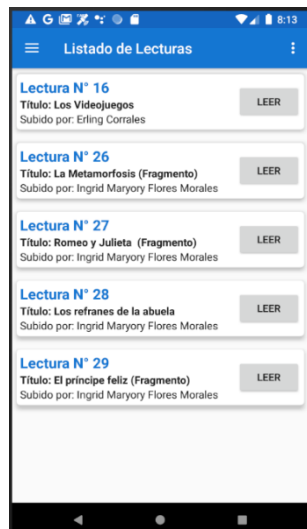 8:13
Listado de Lecturas
Lectura N° 16
Título: Los Videojuegos
Subido por: Erling Corrales
LEER
Lectura N° 26
Título: La Metamorfosis (Fragmento)
Subido por: Ingrid Maryory Flores Morales
LEER
Lectura N° 27
Título: Romeo y Julieta (Fragmento)
Subido por: Ingrid Maryory Flores Morales
LEER
Lectura N° 28
Título: Los refranes de la abuela
Subido por: Ingrid Maryory Flores Morales
LEER
Lectura N° 29
Título: El príncipe feliz (Fragmento)
Subido por: Ingrid Maryory Flores Morales
LEER